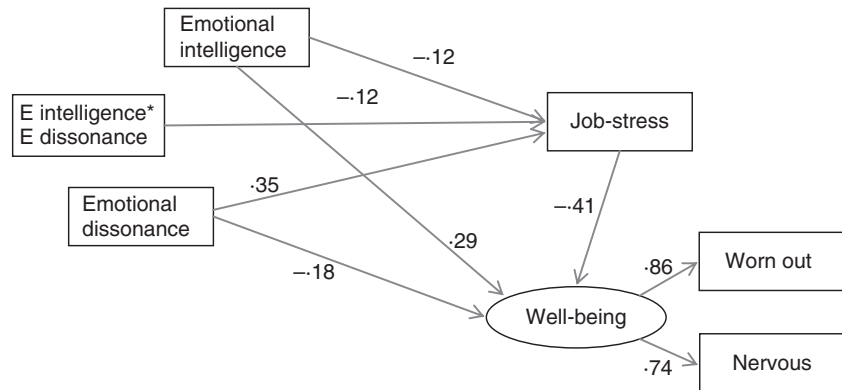 Emotional
intelligence
–·12
E intelligence*
E dissonance
–·12
Job-stress
Emotional
dissonance
·35
–·41
·29
–·18
Well-being
·86
Worn out
·74
Nervous